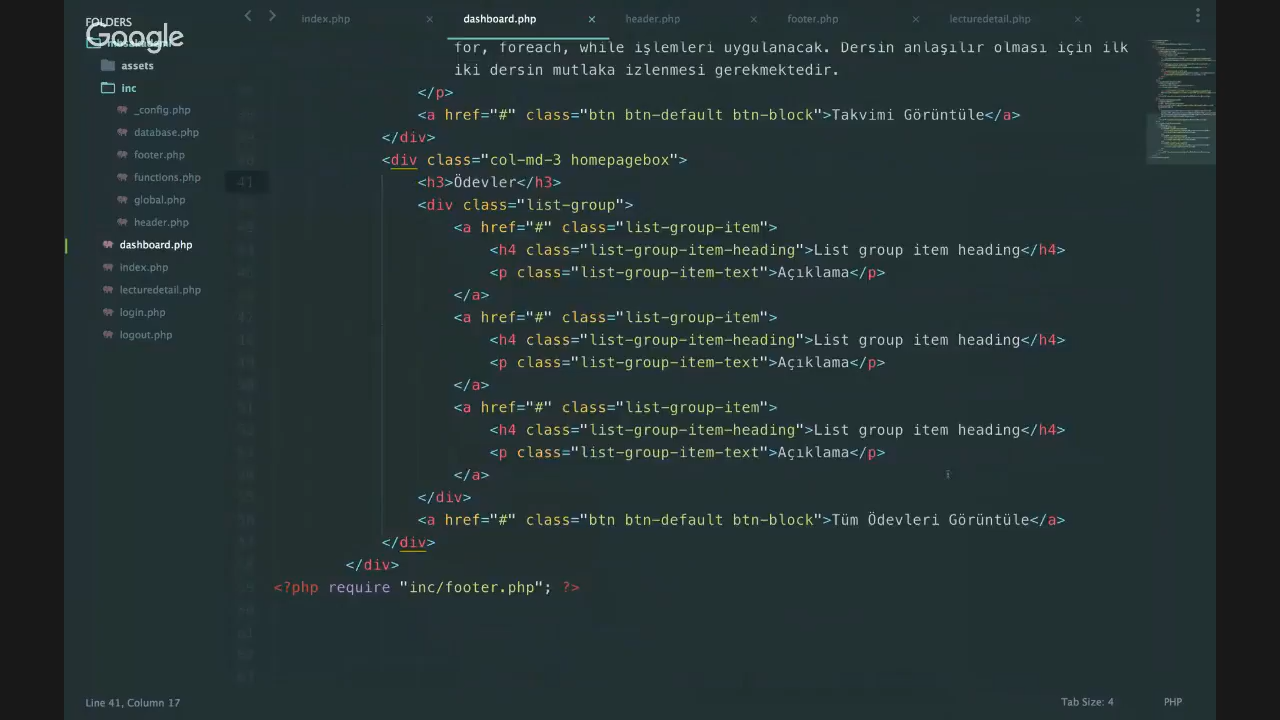 FOLDERS
Google
assets
inc
_config.php
database.php
footer.php
functions.php
global.php
header.php
dashboard.php
index.php
lecturedetail.php
login.php
logout.php
index.php × dashboard.php × header.php × footer.php × lecturedetail.php ×
for, foreach, while işlemleri uygulanacak. Dersin anlaşılır olması için ilk
iki dersin mutlaka izlenmesi gerekmektedir.
</p>
<a href="#" class="btn btn-default btn-block">Takvimi Görüntüle</a>
</div>
<div class="col-md-3 homepagebox">
41 <h3>Ödevler</h3>
<div class="list-group">
<a href="#" class="list-group-item">
<h4 class="list-group-item-heading">List group item heading</h4>
<p class="list-group-item-text">Açıklama</p>
</a>
<a href="#" class="list-group-item">
<h4 class="list-group-item-heading">List group item heading</h4>
<p class="list-group-item-text">Açıklama</p>
</a>
<a href="#" class="list-group-item">
<h4 class="list-group-item-heading">List group item heading</h4>
<p class="list-group-item-text">Açıklama</p>
</a>
</div>
<a href="#" class="btn btn-default btn-block">Tüm Ödevleri Görüntüle</a>
</div>
</div>
<?php require "inc/footer.php"; ?>
Line 41, Column 17
Tab Size: 4
PHP